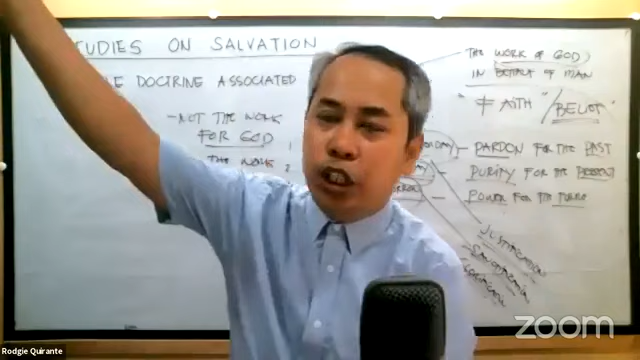 STUDIES ON SALVATION
DOCTRINE ASSOCIATED
- NOT THE WORK
FOR GOD
THE WORK
THE WORK OF GOD
IN BEHALF OF MAN
" FAITH "/BELIEF"
PARDON FOR THE PAST
PURITY FOR THE PRESENT
POWER FOR THE FUTURE
JUSTIFICATION
zoom
Rodgie Quirante